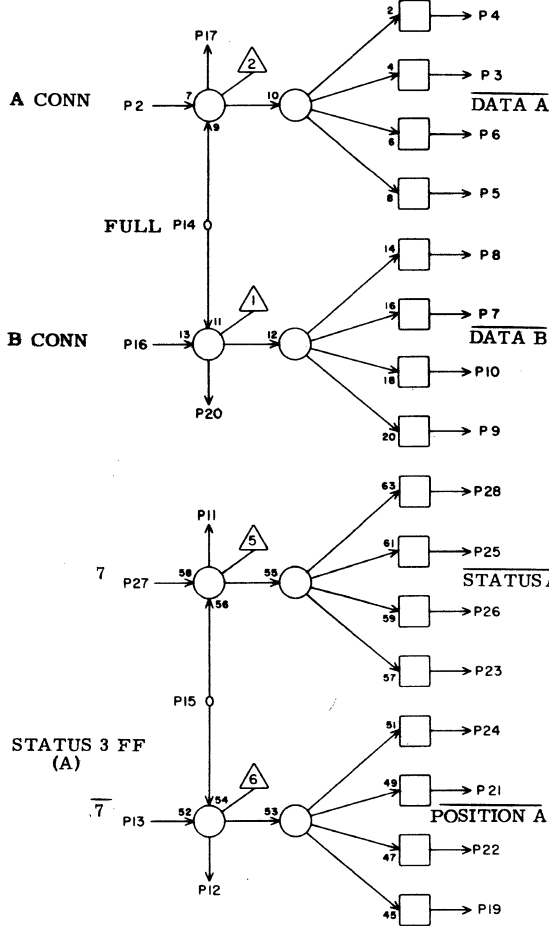 2
P4
P17
2
4
P3
A CONN
P2
7
10
DATA A
9
6
P6
8
P5
FULL
P14
14
P8
11
1
16
P7
B CONN
P16
13
12
DATA B
18
P10
P20
20
P9
63
P28
P11
5
61
P25
7
P27
58
55
STATUS A
56
59
P26
57
P23
P15
51
P24
STATUS 3 FF
(A)
54
6
49
P21
7
P13
52
53
POSITION A
47
P22
P12
45
P19